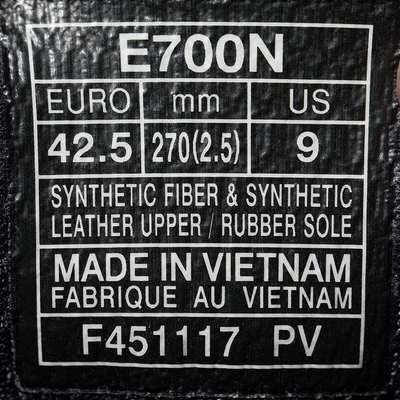 E700N
EURO mm US
42.5 270(2.5) 9
SYNTHETIC FIBER & SYNTHETIC
LEATHER UPPER / RUBBER SOLE
MADE IN VIETNAM
FABRIQUE AU VIETNAM
F451117 PV